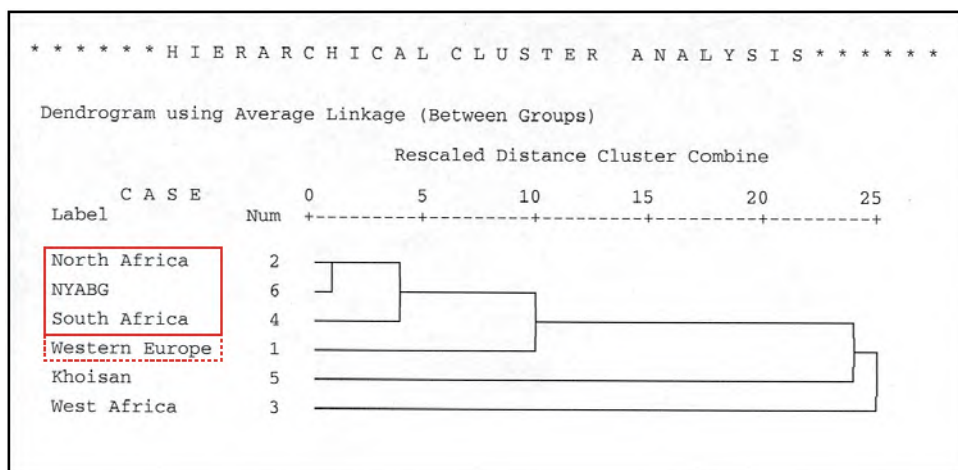 * * * * * * H I E R A R C H I C A L C L U S T E R A N A L Y S I S * * * * * *
Dendrogram using Average Linkage (Between Groups)
Rescaled Distance Cluster Combine
C A S E 0 5 10 15 20 25
Label Num +---------+---------+---------+---------+---------+
North Africa 2
NYABG 6
South Africa 4
Western Europe 1
Khoisan 5
West Africa 3